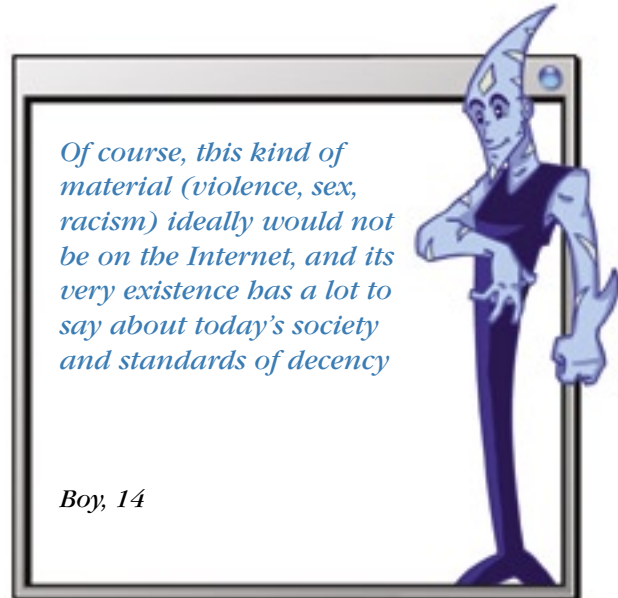 Of course, this kind of
material (violence, sex,
racism) ideally would not
be on the Internet, and its
very existence has a lot to
say about today's society
and standards of decency
Boy, 14